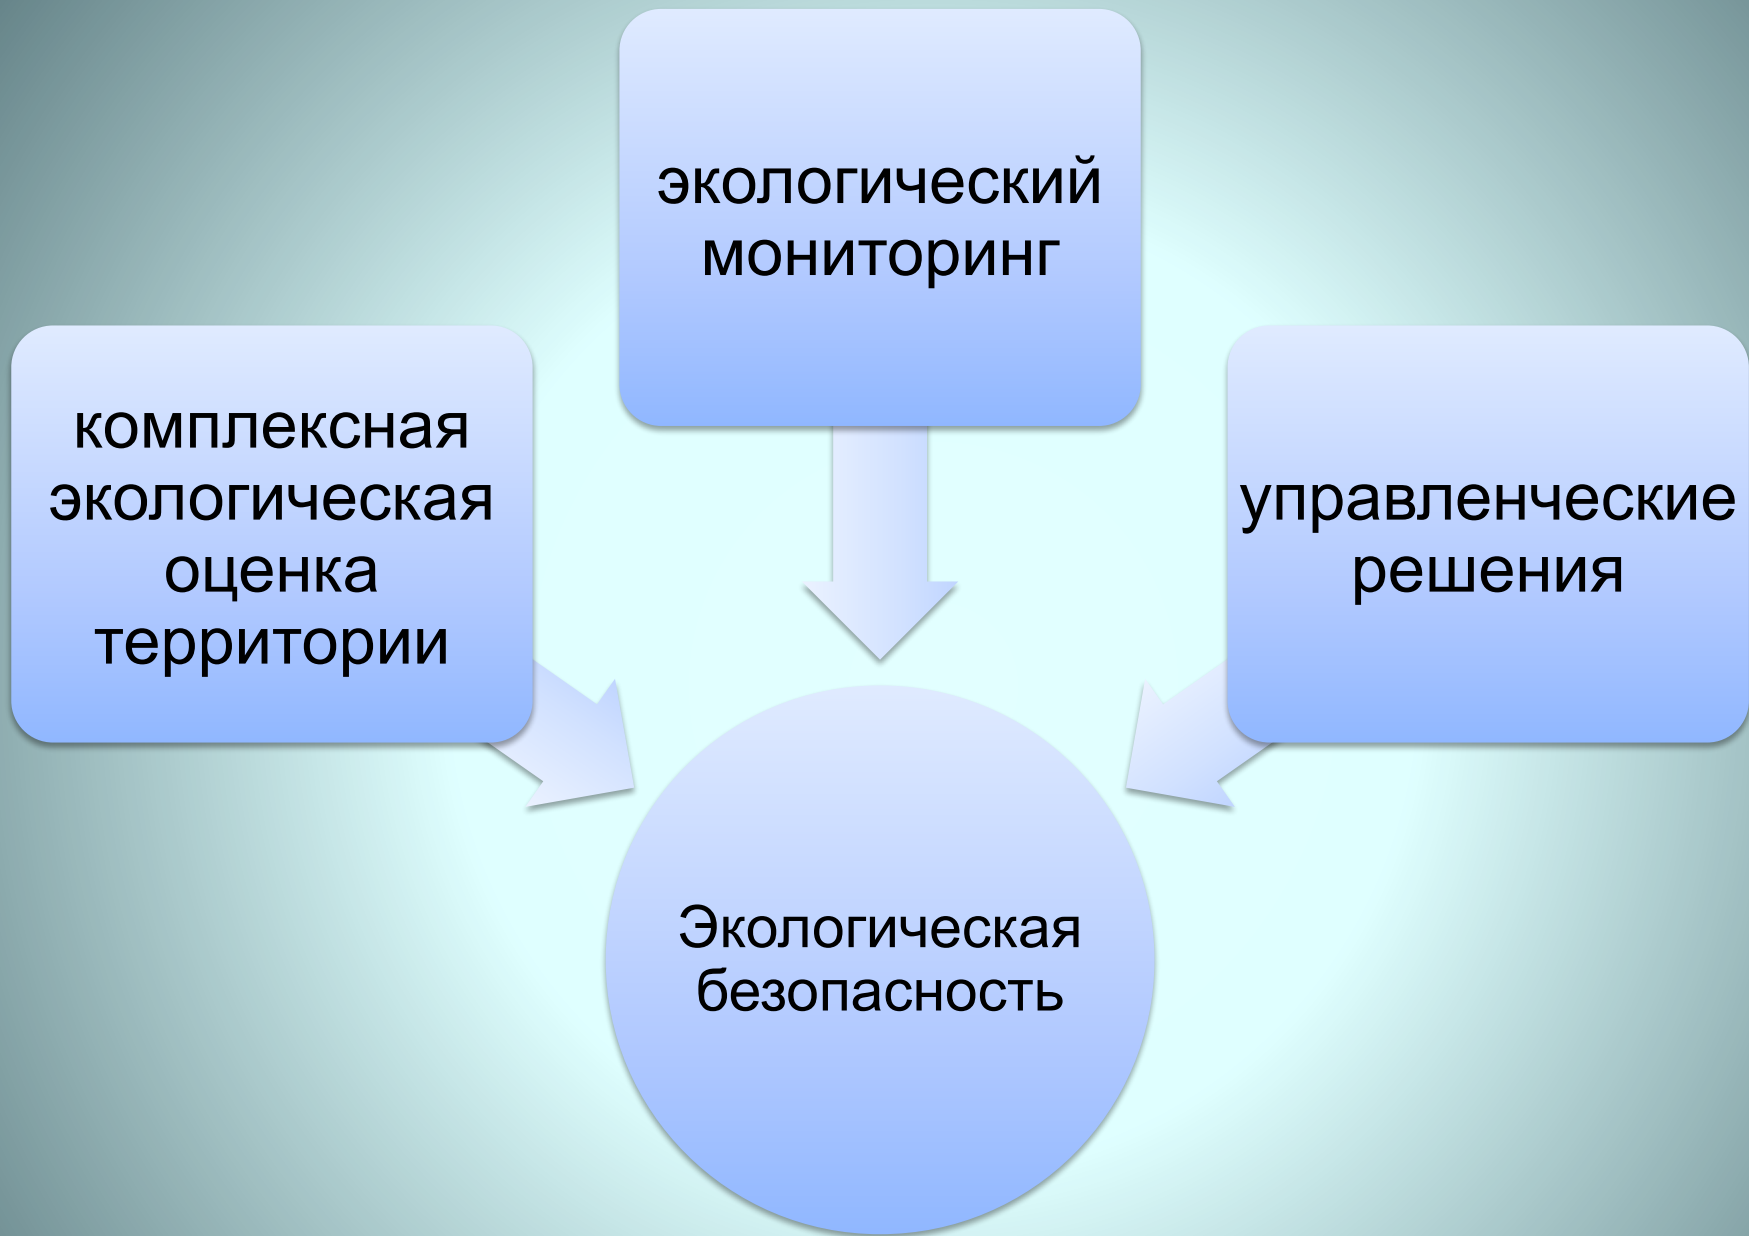 экологический
мониторинг
комплексная
экологическая
оценка
территории
управленческие
решения
Экологическая
безопасность